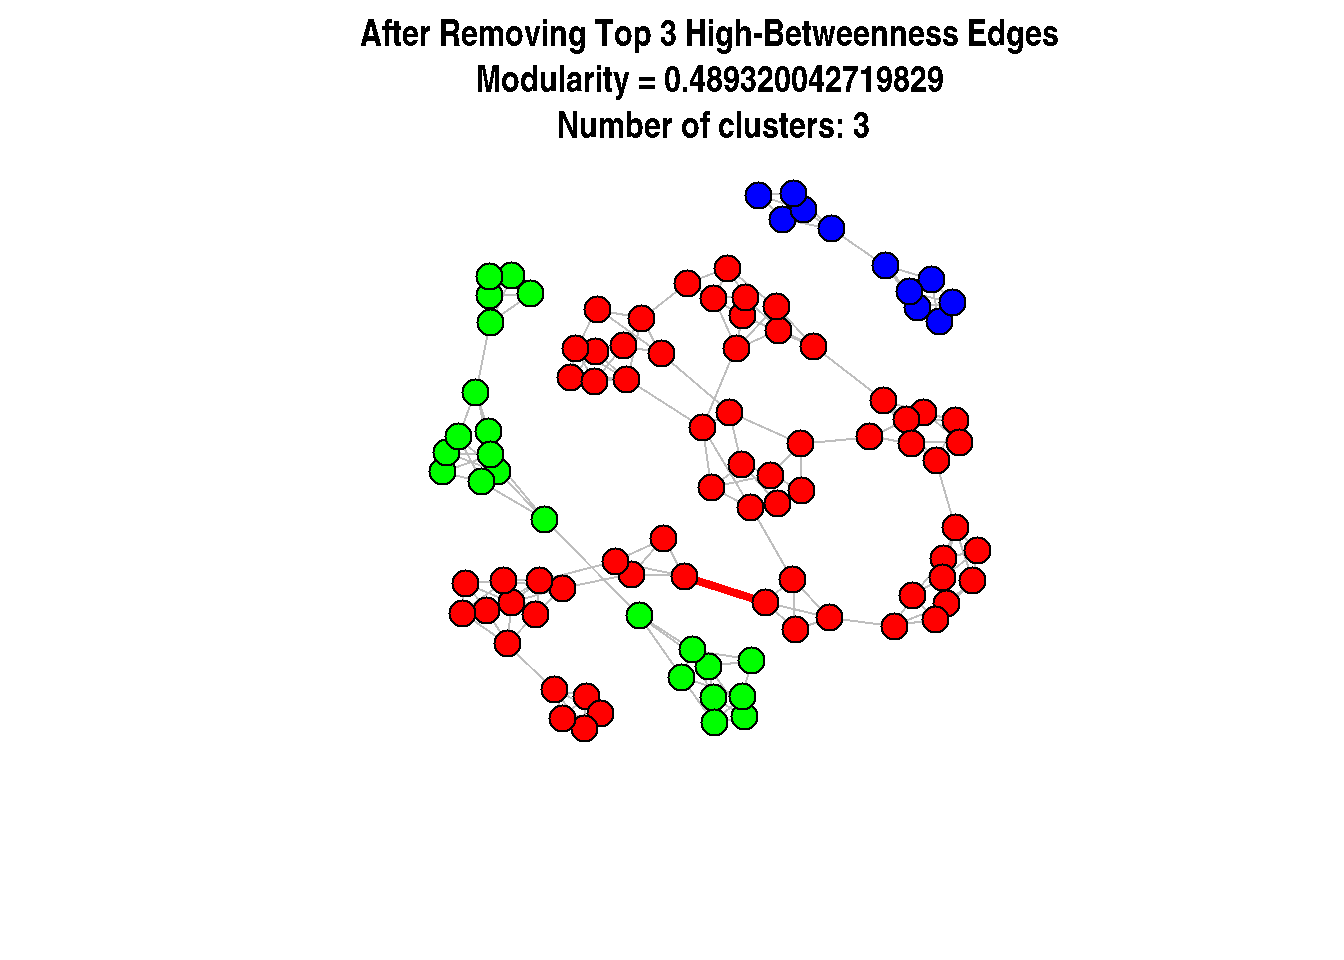 After Removing Top 3 High-Betweenness Edges
Modularity = 0.489320042719829
Number of clusters: 3